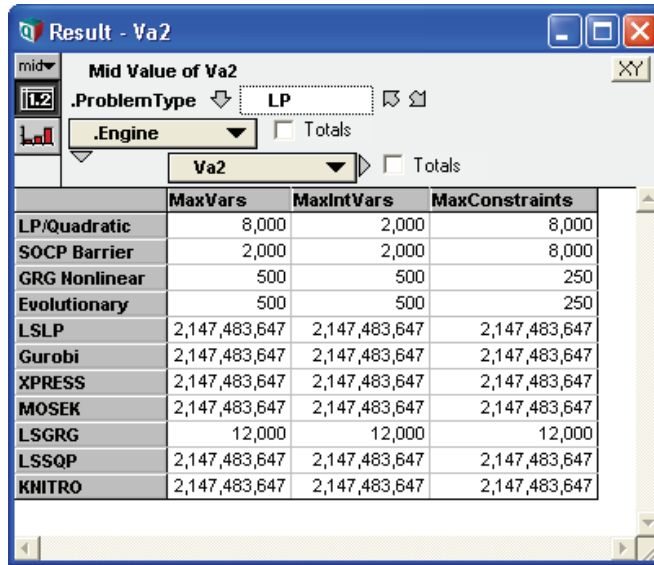 Result - Va2
mid
Mid Value of Va2
XY
1.2
.ProblemType LP
.Engine Totals
Va2 Totals
MaxVars MaxIntVars MaxConstraints
LP/Quadratic 8,000 2,000 8,000
SOCP Barrier 2,000 2,000 8,000
GRG Nonlinear 500 500 250
Evolutionary 500 500 250
LSLP 2,147,483,647 2,147,483,647 2,147,483,647
Gurobi 2,147,483,647 2,147,483,647 2,147,483,647
XPRESS 2,147,483,647 2,147,483,647 2,147,483,647
MOSEK 2,147,483,647 2,147,483,647 2,147,483,647
LSGRG 12,000 12,000 12,000
LSSQP 2,147,483,647 2,147,483,647 2,147,483,647
KNITRO 2,147,483,647 2,147,483,647 2,147,483,647